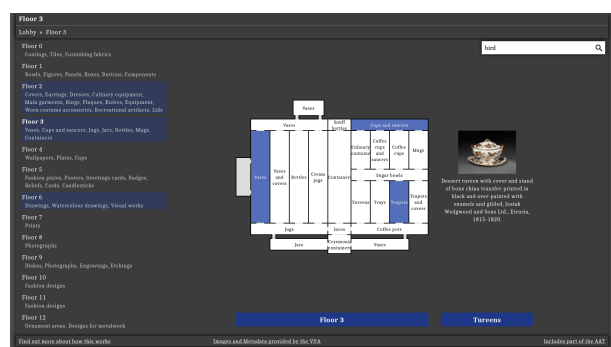 Floor 3
Lobby » Floor 3
bird
Floor 0
Coatings, Tiles, Furnishing fabrics
Floor 1
Bowls, Figures, Panels, Boxes, Buttons, Components
Floor 2
Covers, Earrings, Dresses, Culinary equipment,
Main garments, Rings, Plaques, Knives, Equipment,
Worn costume accessories, Recreational artifacts, Lids
Floor 3
Vases, Cups and saucers, Jugs, Jars, Bottles, Mugs,
Containers
Floor 4
Wallpapers, Plates, Cups
Floor 5
Fashion plates, Posters, Greetings cards, Badges,
Beliefs, Cards, Candlesticks
Floor 6
Drawings, Watercolour drawings, Visual works
Floor 7
Prints
Floor 8
Photographs
Floor 9
Dishes, Photographs, Engravings, Etchings
Floor 10
Fashion designs
Floor 11
Fashion designs
Floor 12
Ornament areas, Designs for metalwork
Vases
Vases
Snuff
bottles
Cups and saucers
Vases
Vases
and
covers
Bottles
Cream
jugs
Containers
Culinary
containe
Coffee
cups
and
saucers
Coffee
cups
Mugs
Sugar bowls
Tureens
Trays
Teapots
Teapots
and
covers
Jugs
Inros
Coffee pots
Jars
Ceremonial
containers
Vases
Dessert tureen with cover and stand
of bone china transfer-printed in
black and over-painted with
enamels and gilded, Josiah
Wedgwood and Sons Ltd., Etruria,
1815-1820.
Floor 3
Tureens
Find out more about how this works
Images and Metadata provided by the V&A
Includes part of the AAT